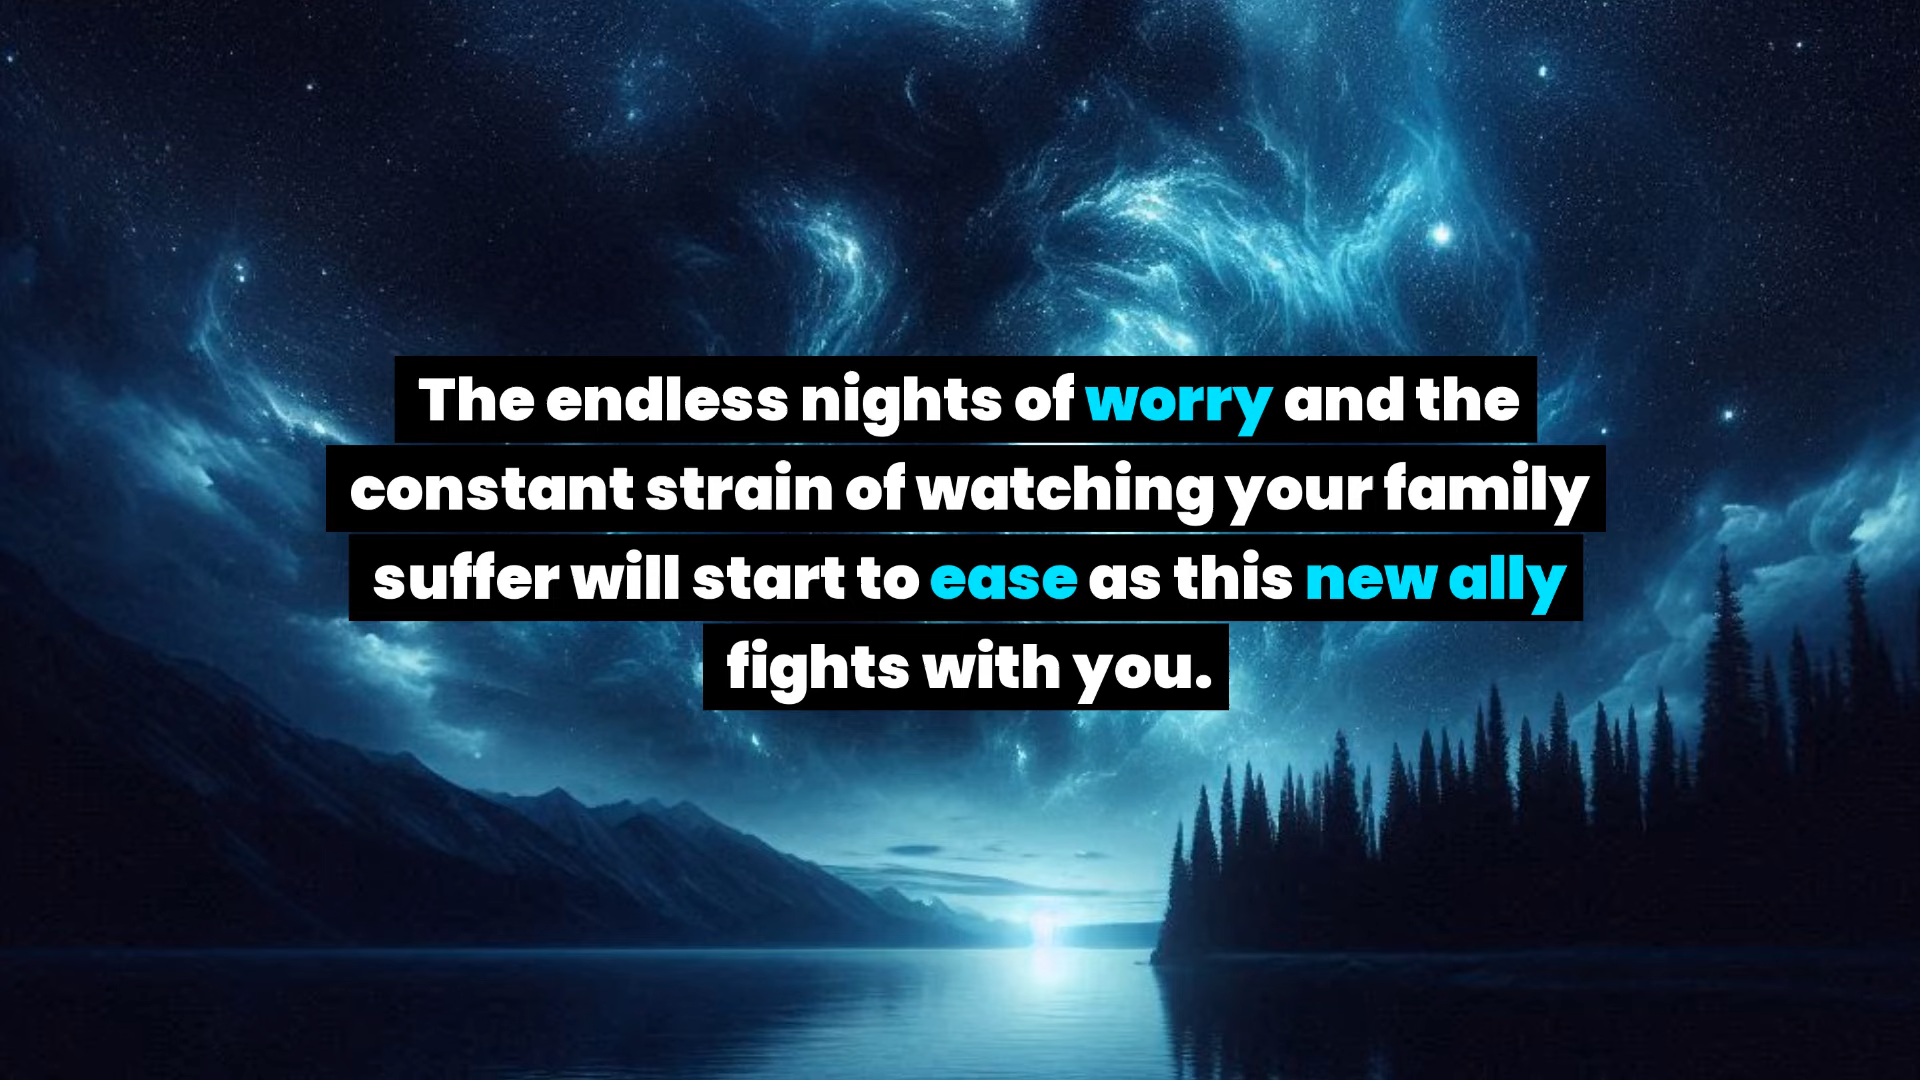 The endless nights of worry and the
constant strain of watching your family
suffer will start to ease as this new ally
fights with you.